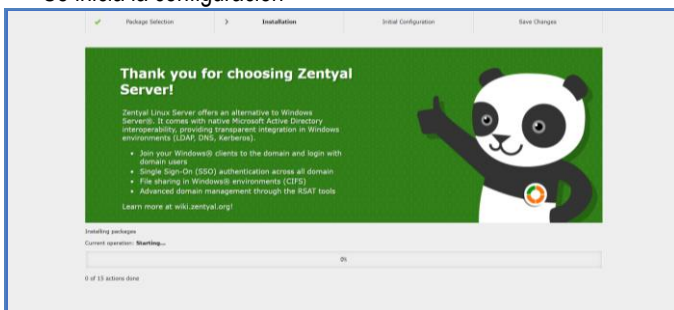 Se inicia la configuración
✔ Package Selection > Installation Initial Configuration Save Changes
Thank you for choosing Zentyal
Server!
Zentyal Linux Server offers an alternative to Windows
Server®. It comes with native Microsoft Active Directory
interoperability, providing transparent integration in Windows
environments (LDAP, DNS, Kerberos).
• Join your Windows® clients to the domain and login with
domain users
• Single Sign-On (SSO) authentication across all domain
• File sharing in Windows® environments (CIFS)
• Advanced domain management through the RSAT tools
Learn more at wiki.zentyal.org!
Installing packages
Current operation: Starting...
0%
0 of 15 actions done